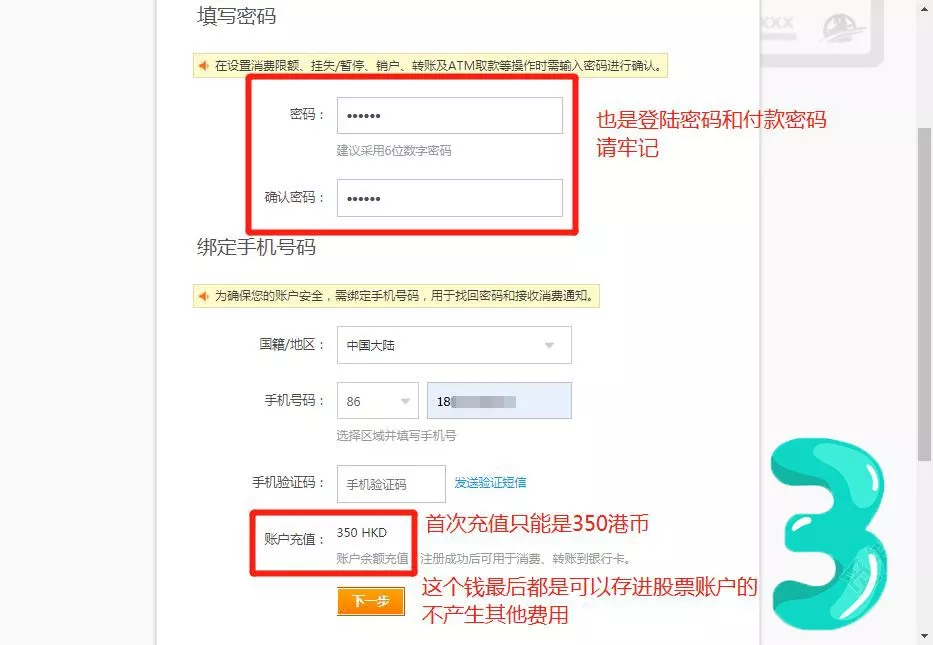 填写密码
XXX
在设置消费限额、挂失/暂停、销户、转账及ATM取款等操作时需输入密码进行确认。
密码：
••••••
也是登陆密码和付款密码
请牢记
建议采用6位数字密码
确认密码：
••••••
绑定手机号码
为确保您的账户安全，需绑定手机号码，用于找回密码和接收消费通知。
国籍/地区：
中国大陆
手机号码：
86
18
选择区域并填写手机号
手机验证码：
手机验证码
发送验证短信
账户充值：
350 HKD
首次充值只能是350港币
账户余额充值
注册成功后可用于消费、转账到银行卡。
下一步
这个钱最后都是可以存进股票账户的
不产生其他费用
3